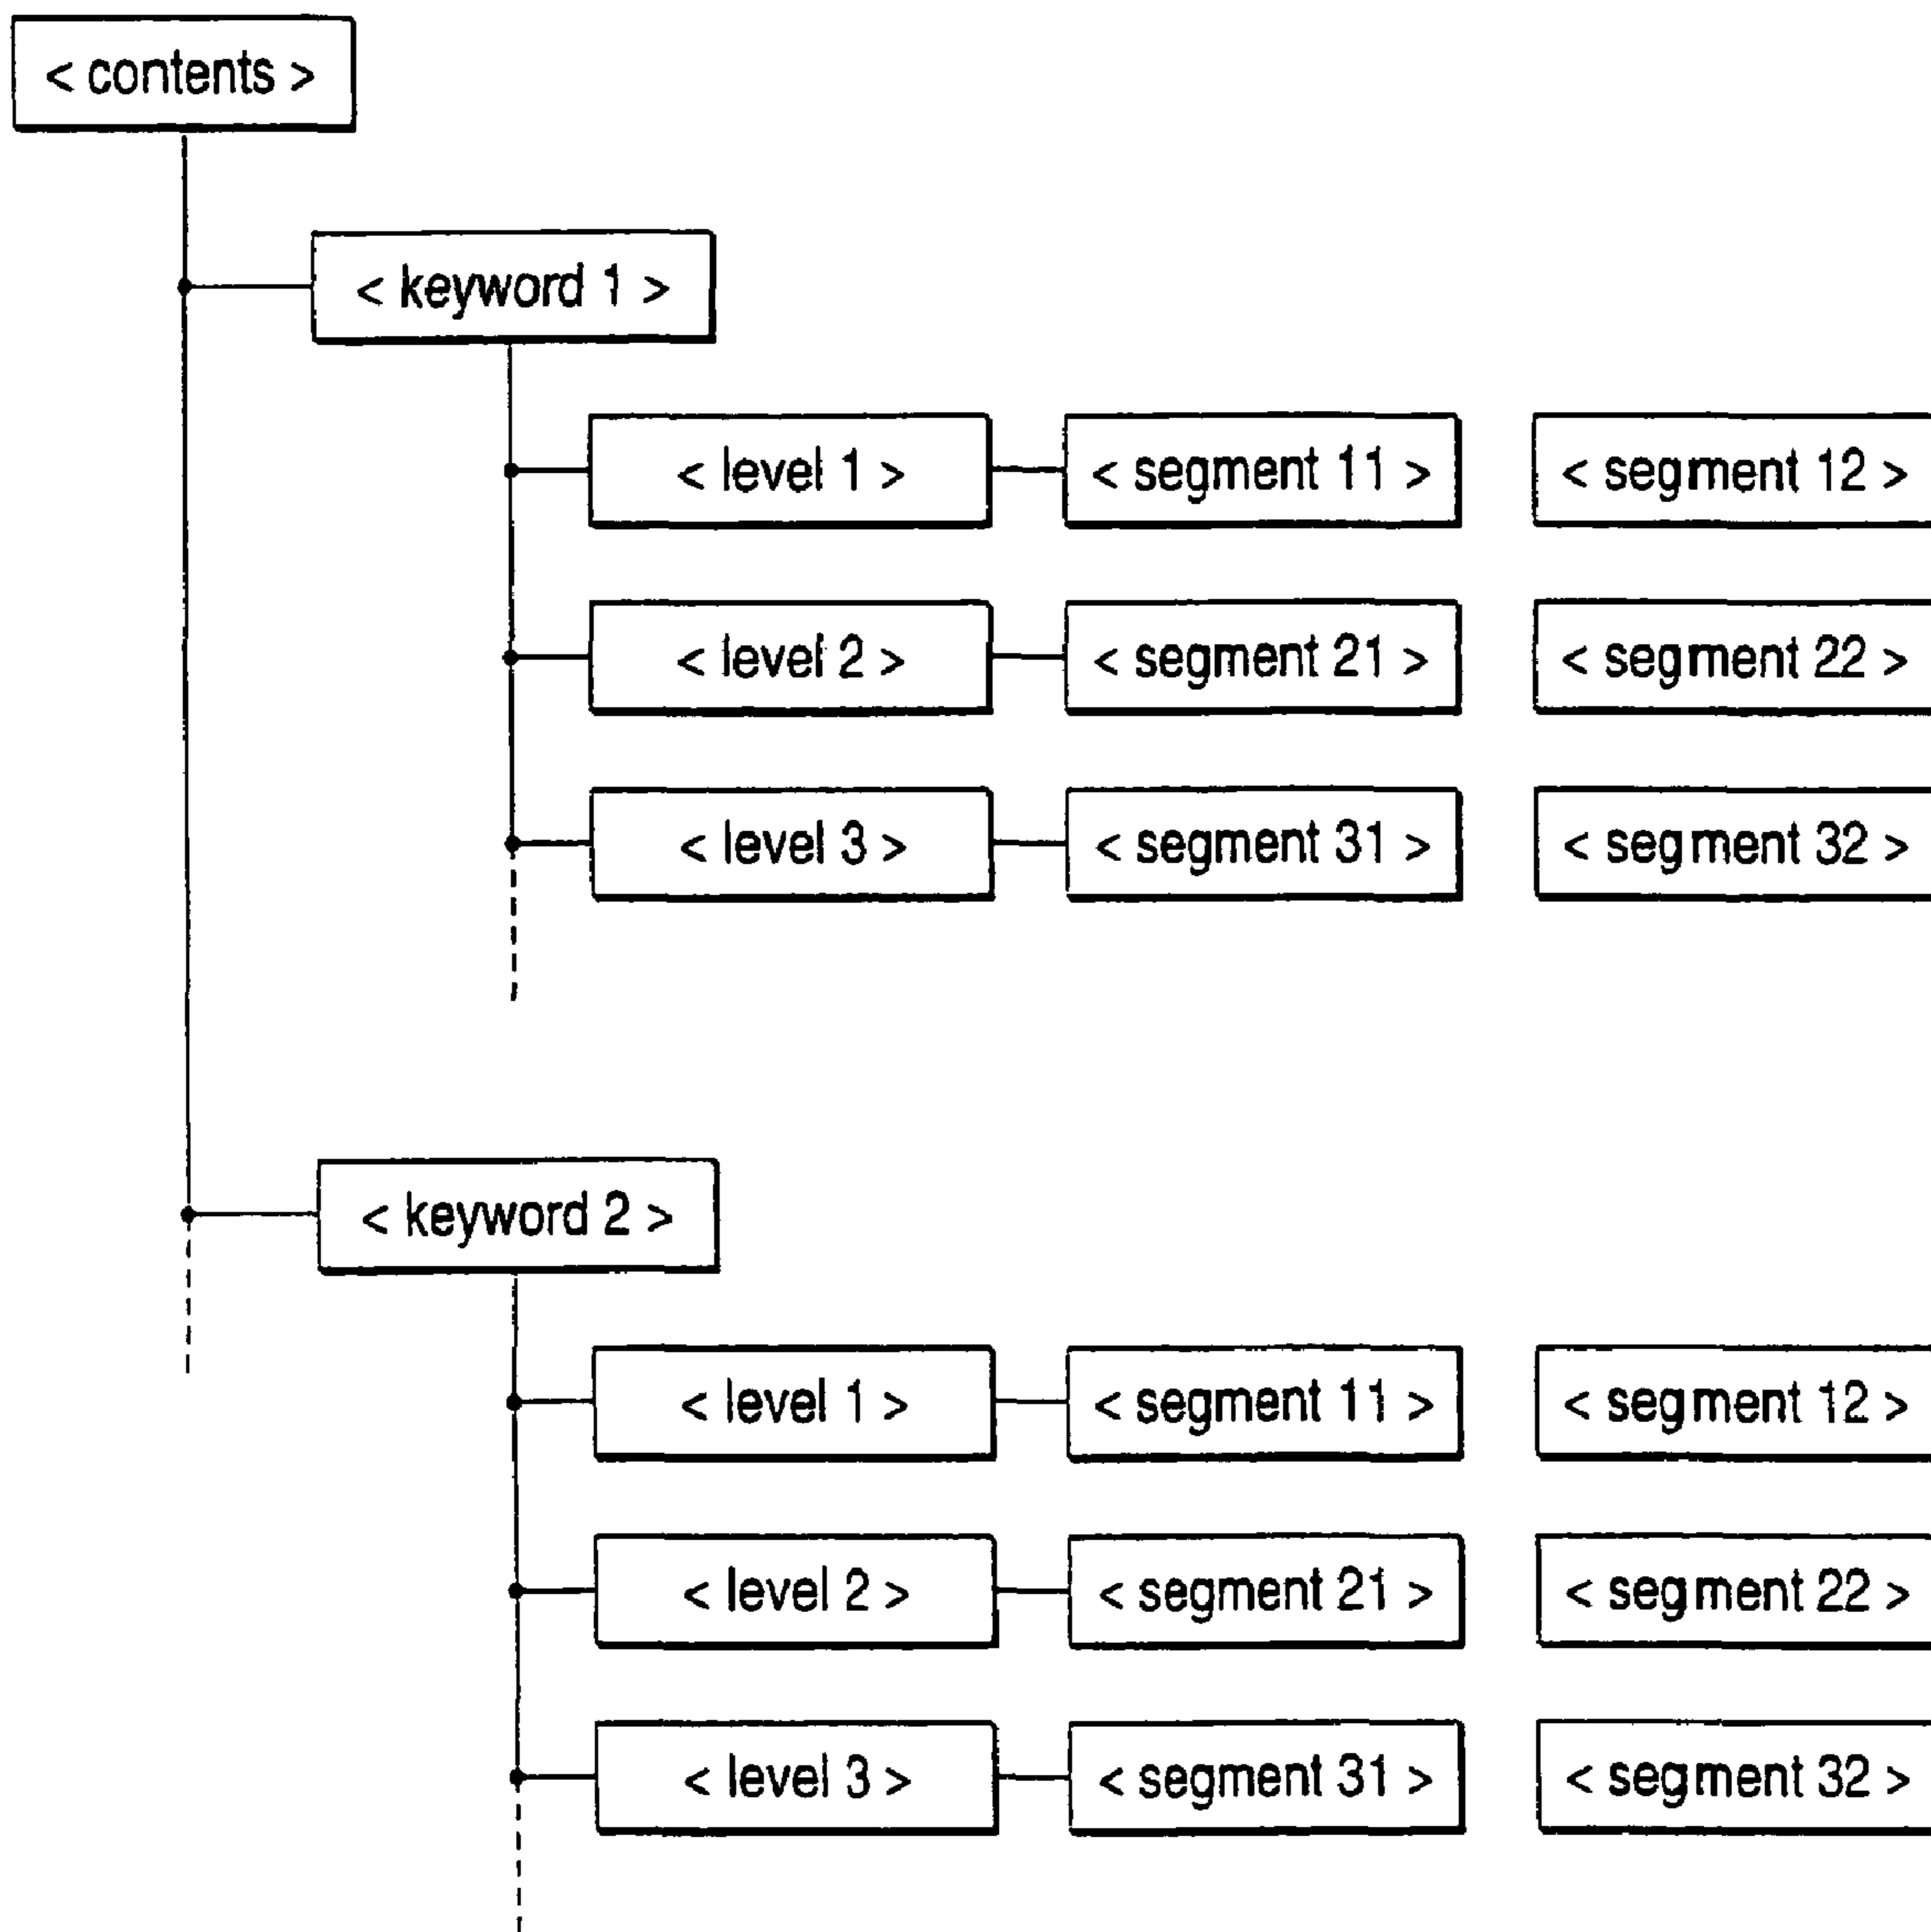 < contents >
< keyword 1 >
< level 1 > < segment 11 > < segment 12 >
< level 2 > < segment 21 > < segment 22 >
< level 3 > < segment 31 > < segment 32 >
< keyword 2 >
< level 1 > < segment 11 > < segment 12 >
< level 2 > < segment 21 > < segment 22 >
< level 3 > < segment 31 > < segment 32 >